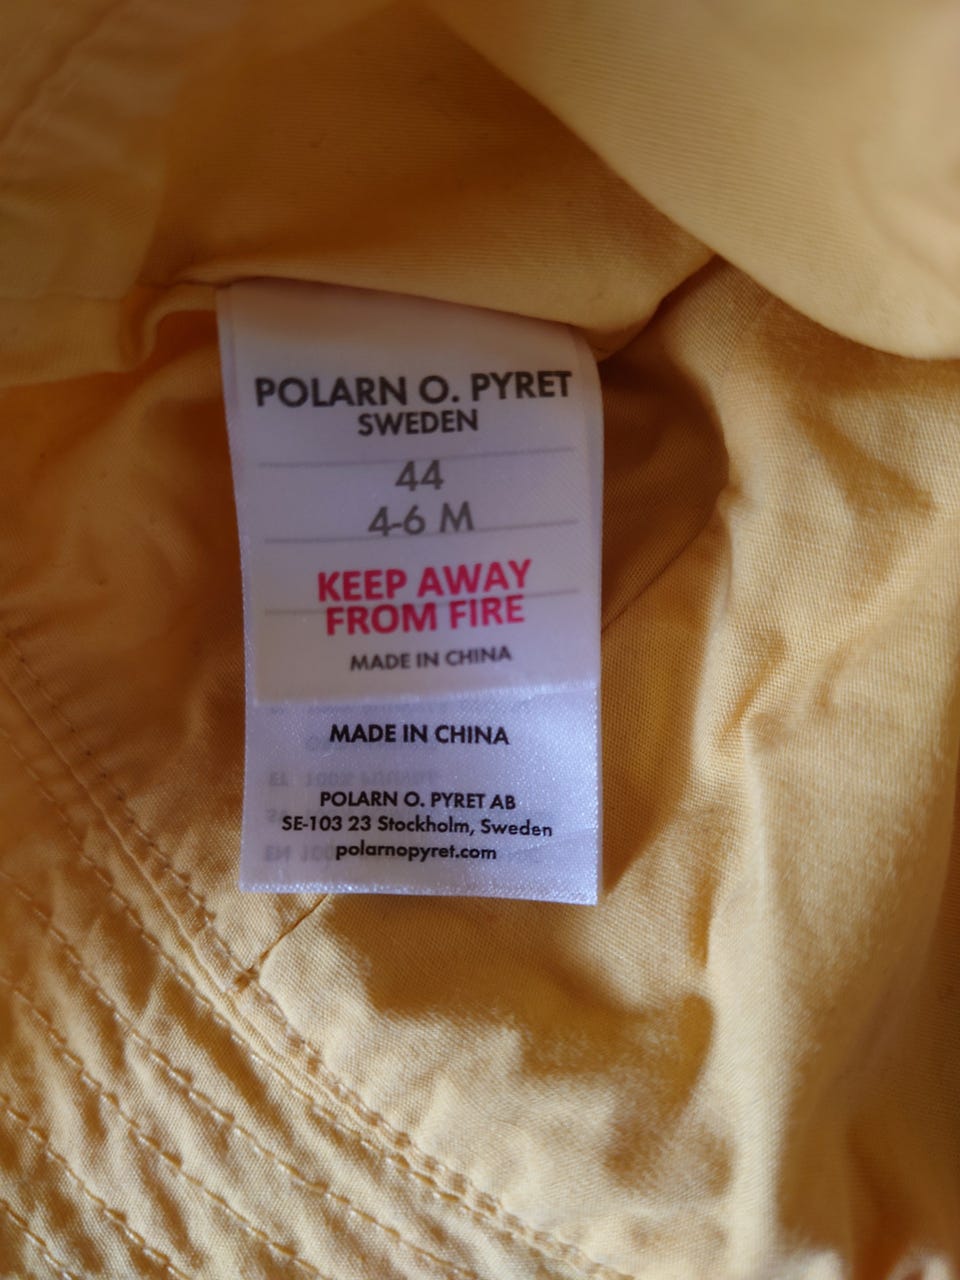 POLARN O. PYRET
SWEDEN
44
4-6 M
KEEP AWAY
FROM FIRE
MADE IN CHINA
MADE IN CHINA
POLARN O. PYRET AB
SE-103 23 Stockholm, Sweden
polarnopyret.com